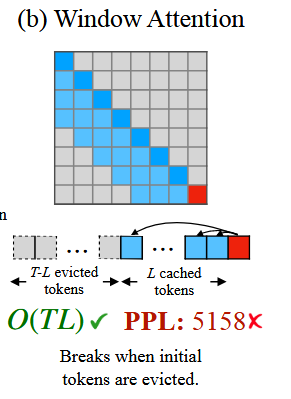 (b) Window Attention
n
...
...
T-L evicted
tokens
L cached
tokens
O(TL) ✓ PPL: 5158✗
Breaks when initial
tokens are evicted.